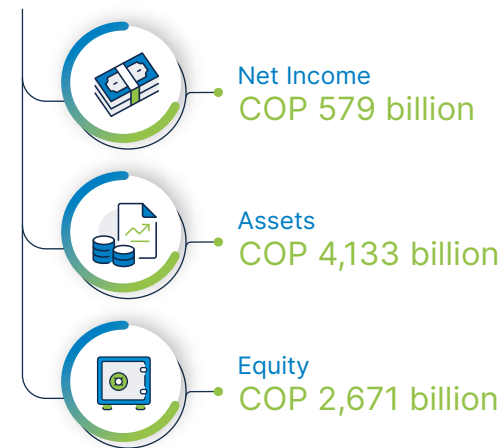 Net Income
COP 579 billion
Assets
COP 4,133 billion
Equity
COP 2,671 billion